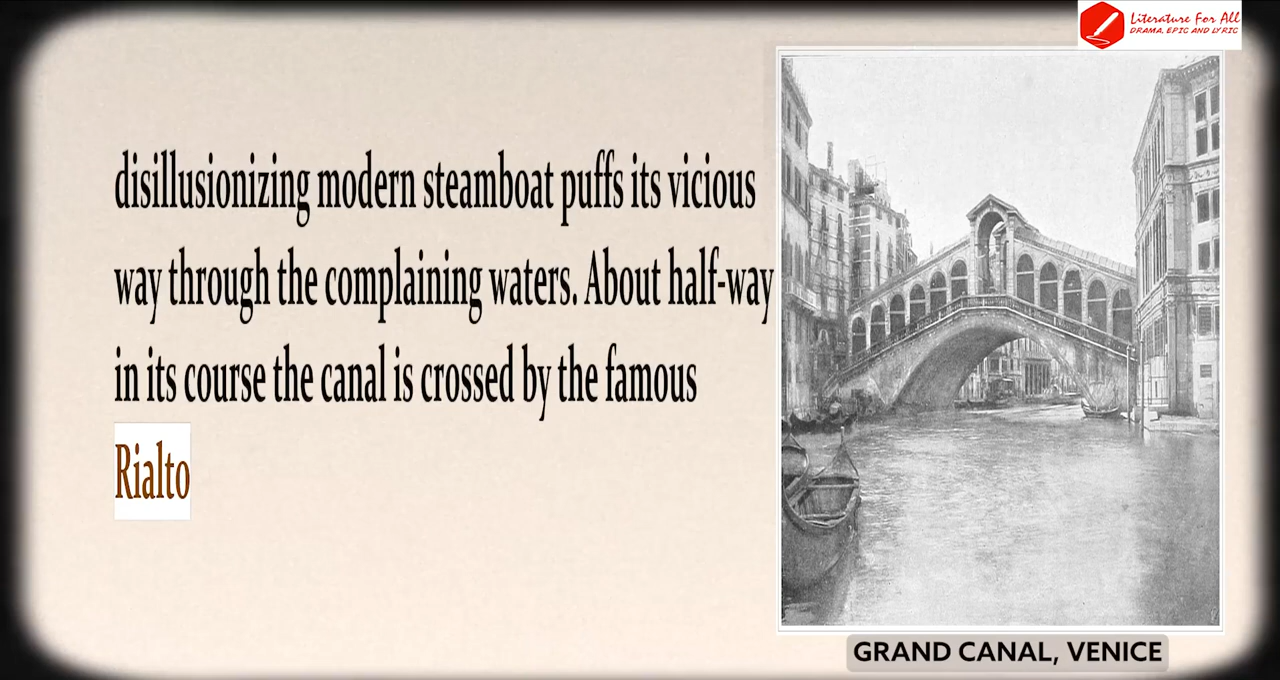 Literature For All
DRAMA, EPIC AND LYRIC
disillusionizing modern steamboat puffs its vicious
way through the complaining waters. About half-way
in its course the canal is crossed by the famous
Rialto
GRAND CANAL, VENICE